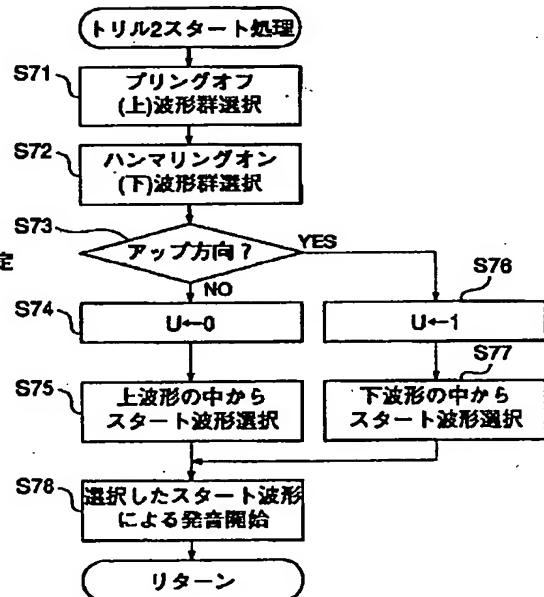 トリル2スタート処理
S71
プリングオフ
(上)波形群選択
S72
ハンマリングオン
(下)波形群選択
S73
アップ方向?
YES
定
NO
S74
U←0
S76
U←1
S75
上波形の中から
スタート波形選択
S77
下波形の中から
スタート波形選択
S78
選択したスタート波形
による発音開始
リターン